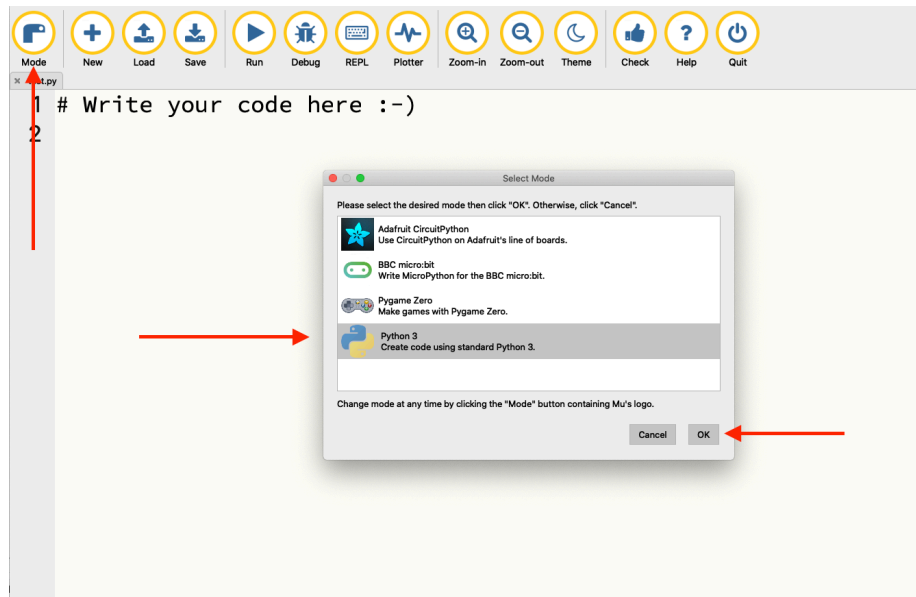 Mode New Load Save Run Debug REPL Plotter Zoom-in Zoom-out Theme Check Help Quit
1 # Write your code here :-)
2
Select Mode
Please select the desired mode then click "OK". Otherwise, click "Cancel".
Adafruit CircuitPython
Use CircuitPython on Adafruit's line of boards.
BBC micro:bit
Write MicroPython for the BBC micro:bit.
Pygame Zero
Make games with Pygame Zero.
Python 3
Create code using standard Python 3.
Change mode at any time by clicking the "Mode" button containing Mu's logo.
Cancel OK